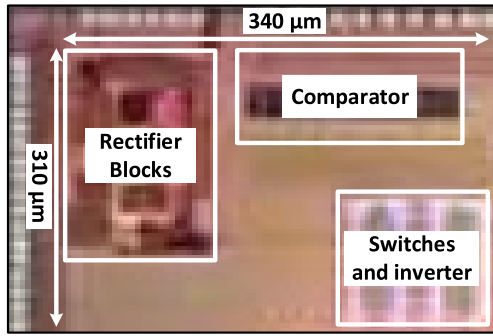 340 µm
310 µm
Rectifier
Blocks
Comparator
Switches
and inverter